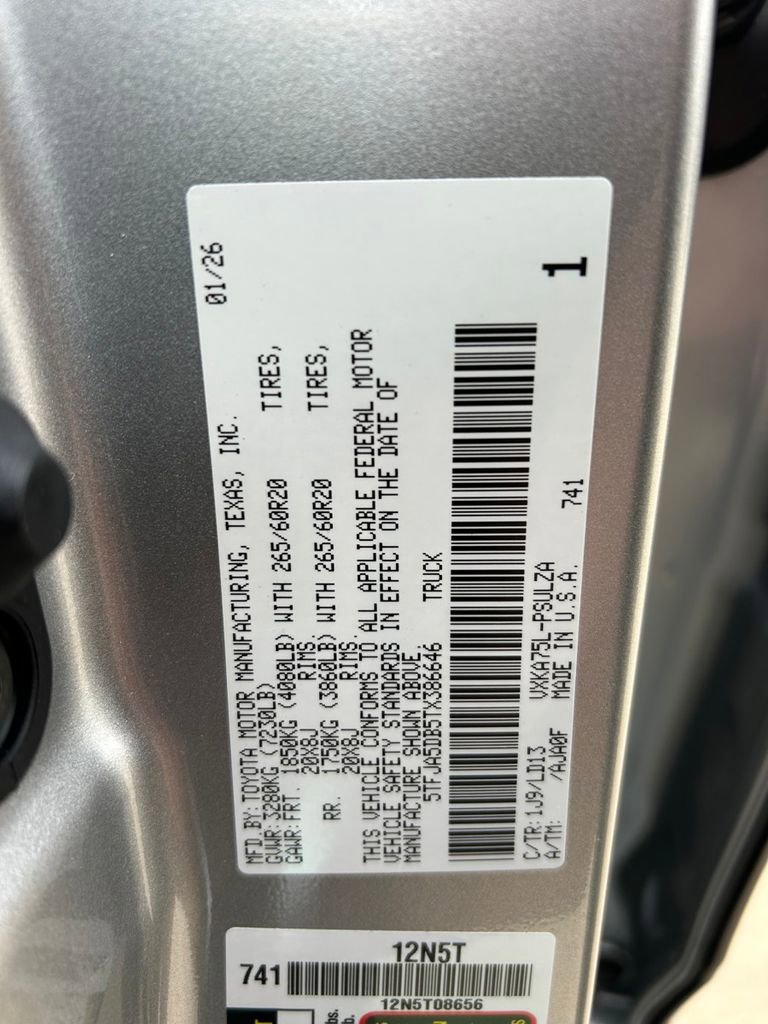 MFD. BY: TOYOTA MOTOR MANUFACTURING, TEXAS, INC. 01/26
GVWR: 3280KG (7230LB)
GAWR: FRT. 1850KG (4080LB) WITH 265/60R20 TIRES,
20X8J RIMS.
RR. 1750KG (3860LB) WITH 265/60R20 TIRES,
20X8J RIMS.
THIS VEHICLE CONFORMS TO ALL APPLICABLE FEDERAL MOTOR
VEHICLE SAFETY STANDARDS IN EFFECT ON THE DATE OF
MANUFACTURE SHOWN ABOVE.
5TFJA5DB5TX386646 TRUCK
1
C/TR: 1J9/LD13 VXKA75L-PSULZA 741
A/TM: /AJA0F MADE IN U.S.A.
12N5T
741
12N5T08656